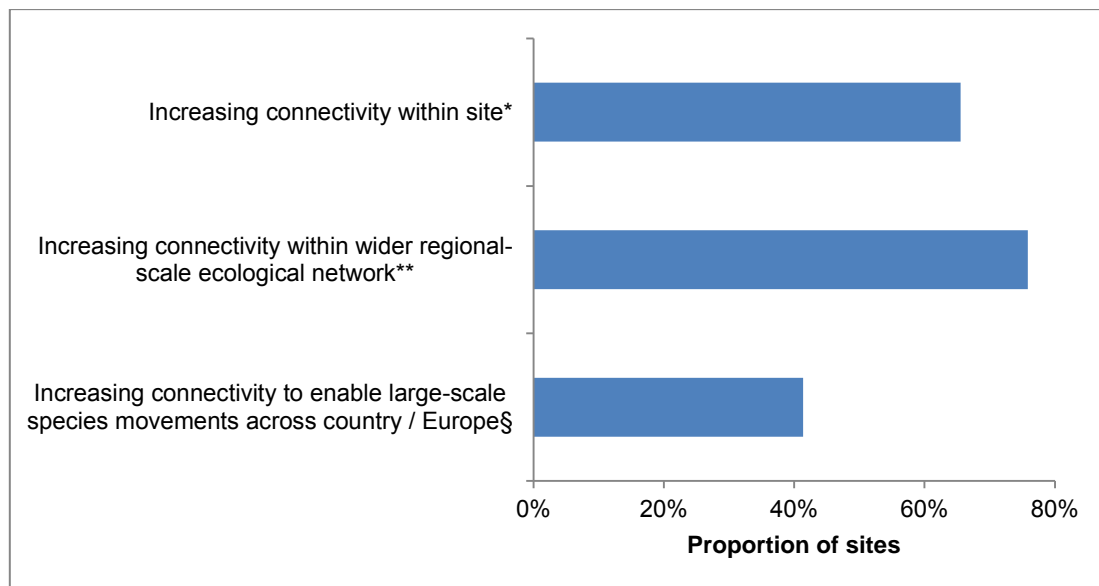 Increasing connectivity within site*
Increasing connectivity within wider regional-
scale ecological network**
Increasing connectivity to enable large-scale
species movements across country / Europe§
0%
20%
40%
60%
80%
Proportion of sites